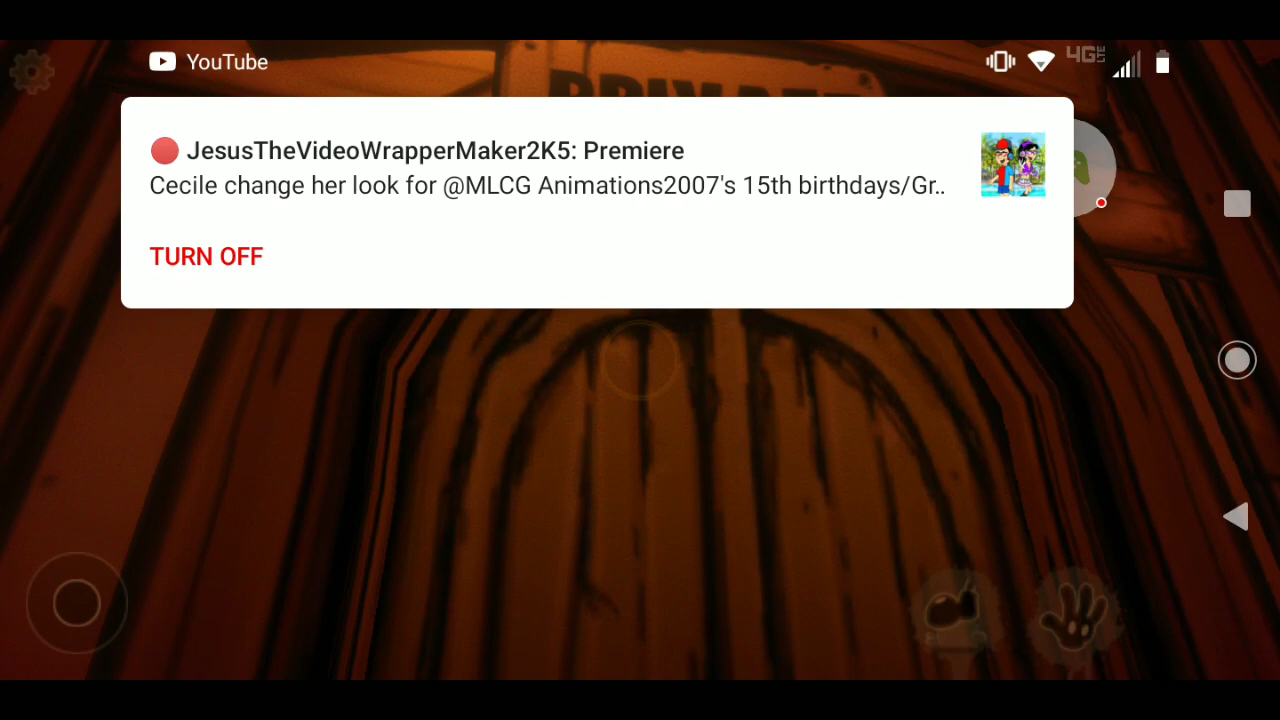 YouTube
4G LTE
🔴 JesusTheVideoWrapperMaker2K5: Premiere
Cecile change her look for @MLCG Animations2007's 15th birthdays/Gr..
TURN OFF